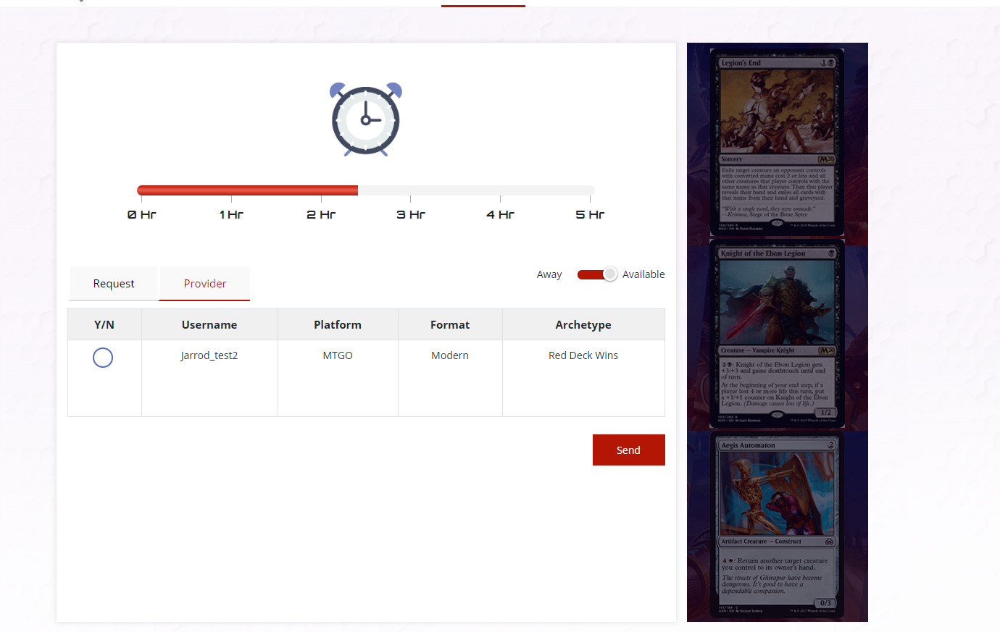 0 Hr 1 Hr 2 Hr 3 Hr 4 Hr 5 Hr
Request Provider
Away Available
Y/N Username Platform Format Archetype
Jarrod_test2 MTGO Modern Red Deck Wins
Send
Legion's End 1
Sorcery M20
Exile target creature an opponent controls
with converted mana cost 2 or less and all
other creatures that player controls with the
same name as that creature. Then that player
reveals their hand and exiles all cards with
that name from their hand and graveyard.
"With a single word, they were unmade."
—Krimva, Siege of the Bone Spire
Knight of the Ebon Legion
Creature — Vampire Knight M20
2: Knight of the Ebon Legion gets
+3/+3 and gains deathtouch until end
of turn.
At the beginning of your end step, if a
player lost 4 or more life this turn, put
a +1/+1 counter on Knight of the Ebon
Legion. (Damage causes loss of life.)
1/2
Aegis Automaton 2
Artifact Creature — Construct
4: Return another target creature
you control to its owner's hand.
The streets of Ghirapur have become
dangerous. It's good to have a
dependable companion.
0/3